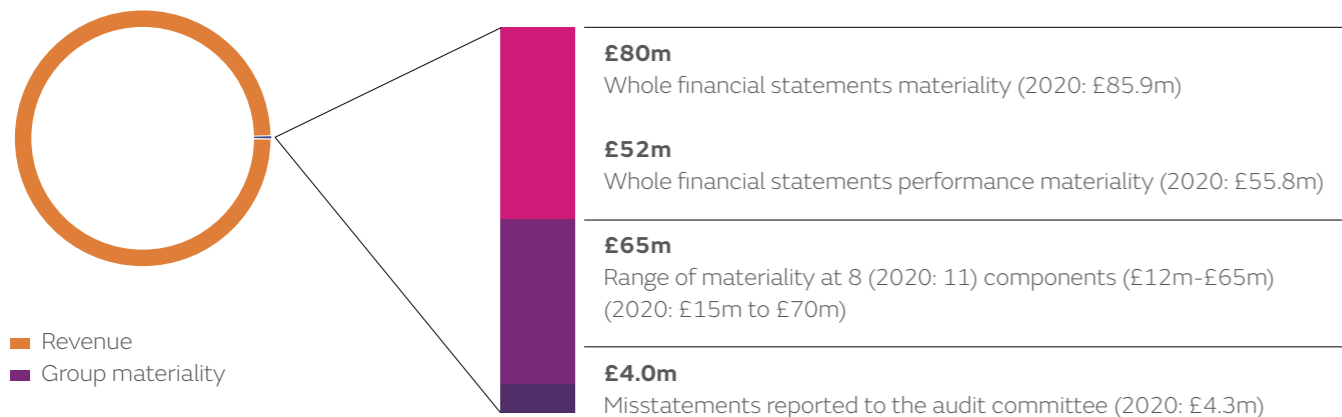 £80m
Whole financial statements materiality (2020: £85.9m)
£52m
Whole financial statements performance materiality (2020: £55.8m)
£65m
Range of materiality at 8 (2020: 11) components (£12m-£65m)
(2020: £15m to £70m)
£4.0m
Misstatements reported to the audit committee (2020: £4.3m)
Revenue
Group materiality